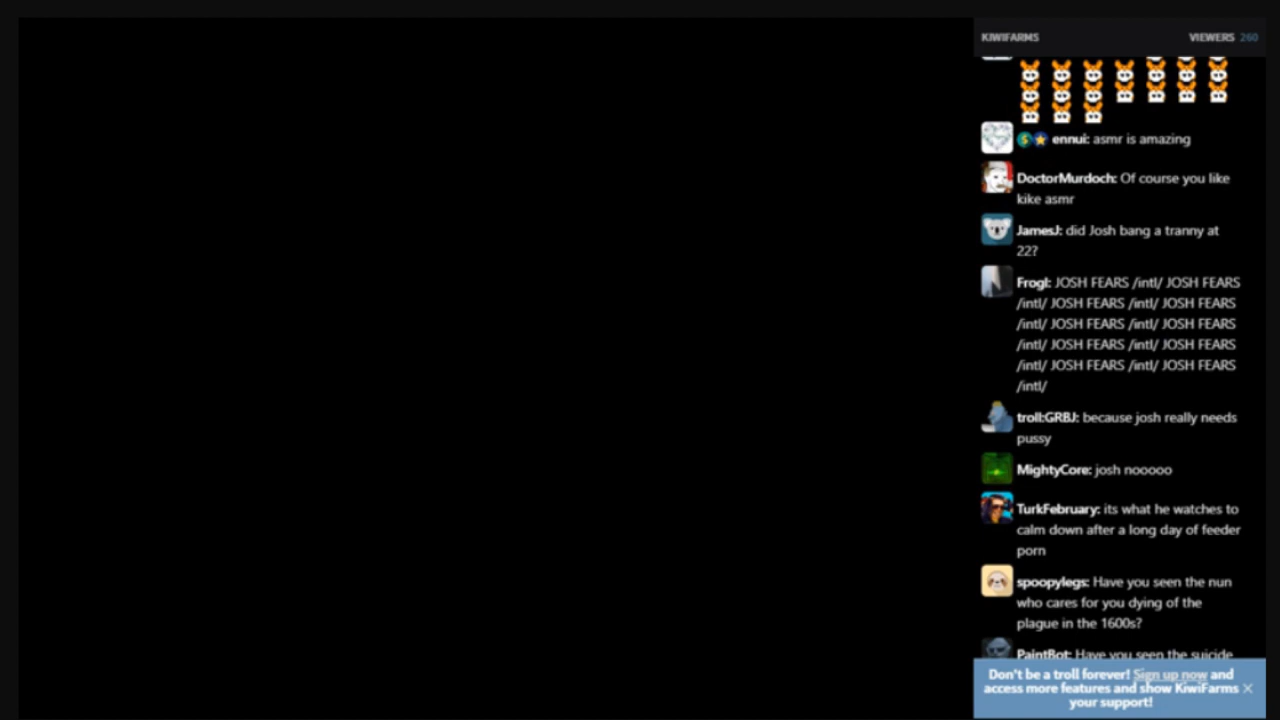 KIWIFARMS
VIEWERS 260
ennui: asmr is amazing
DoctorMurdoch: Of course you like
kike asmr
JamesJ: did Josh bang a tranny at
22?
Frogl: JOSH FEARS /intl/ JOSH FEARS
/intl/ JOSH FEARS /intl/ JOSH FEARS
/intl/ JOSH FEARS /intl/ JOSH FEARS
/intl/ JOSH FEARS /intl/ JOSH FEARS
/intl/ JOSH FEARS /intl/ JOSH FEARS
/intl/
troll:GRBJ: because josh really needs
pussy
MightyCore: josh nooooo
TurkFebruary: its what he watches to
calm down after a long day of feeder
porn
spoopylegs: Have you seen the nun
who cares for you dying of the
plague in the 1600s?
PaintBot: Have you seen the suicide
Don't be a troll forever! Sign up now and
access more features and show KiwiFarms
your support!